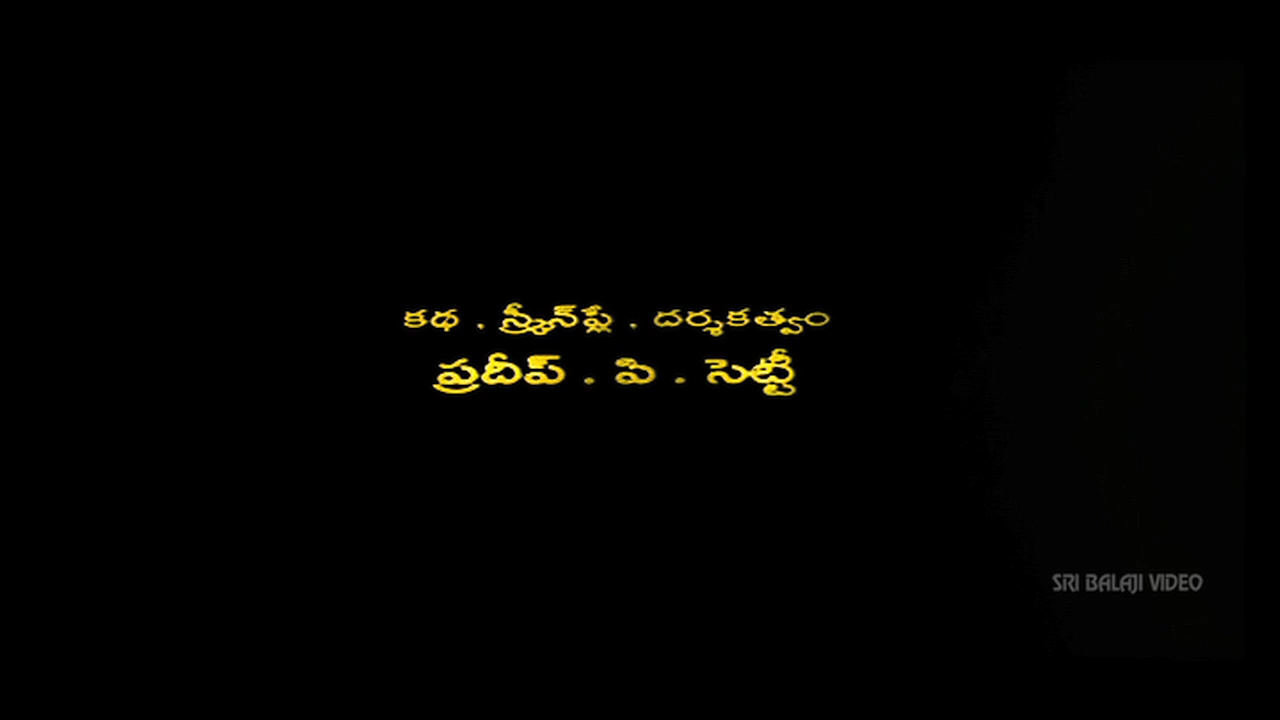 కథ . స్క్రీన్‌ప్లే . దర్శకత్వం
ప్రదీప్ . పి . సెట్టీ
SRI BALAJI VIDEO